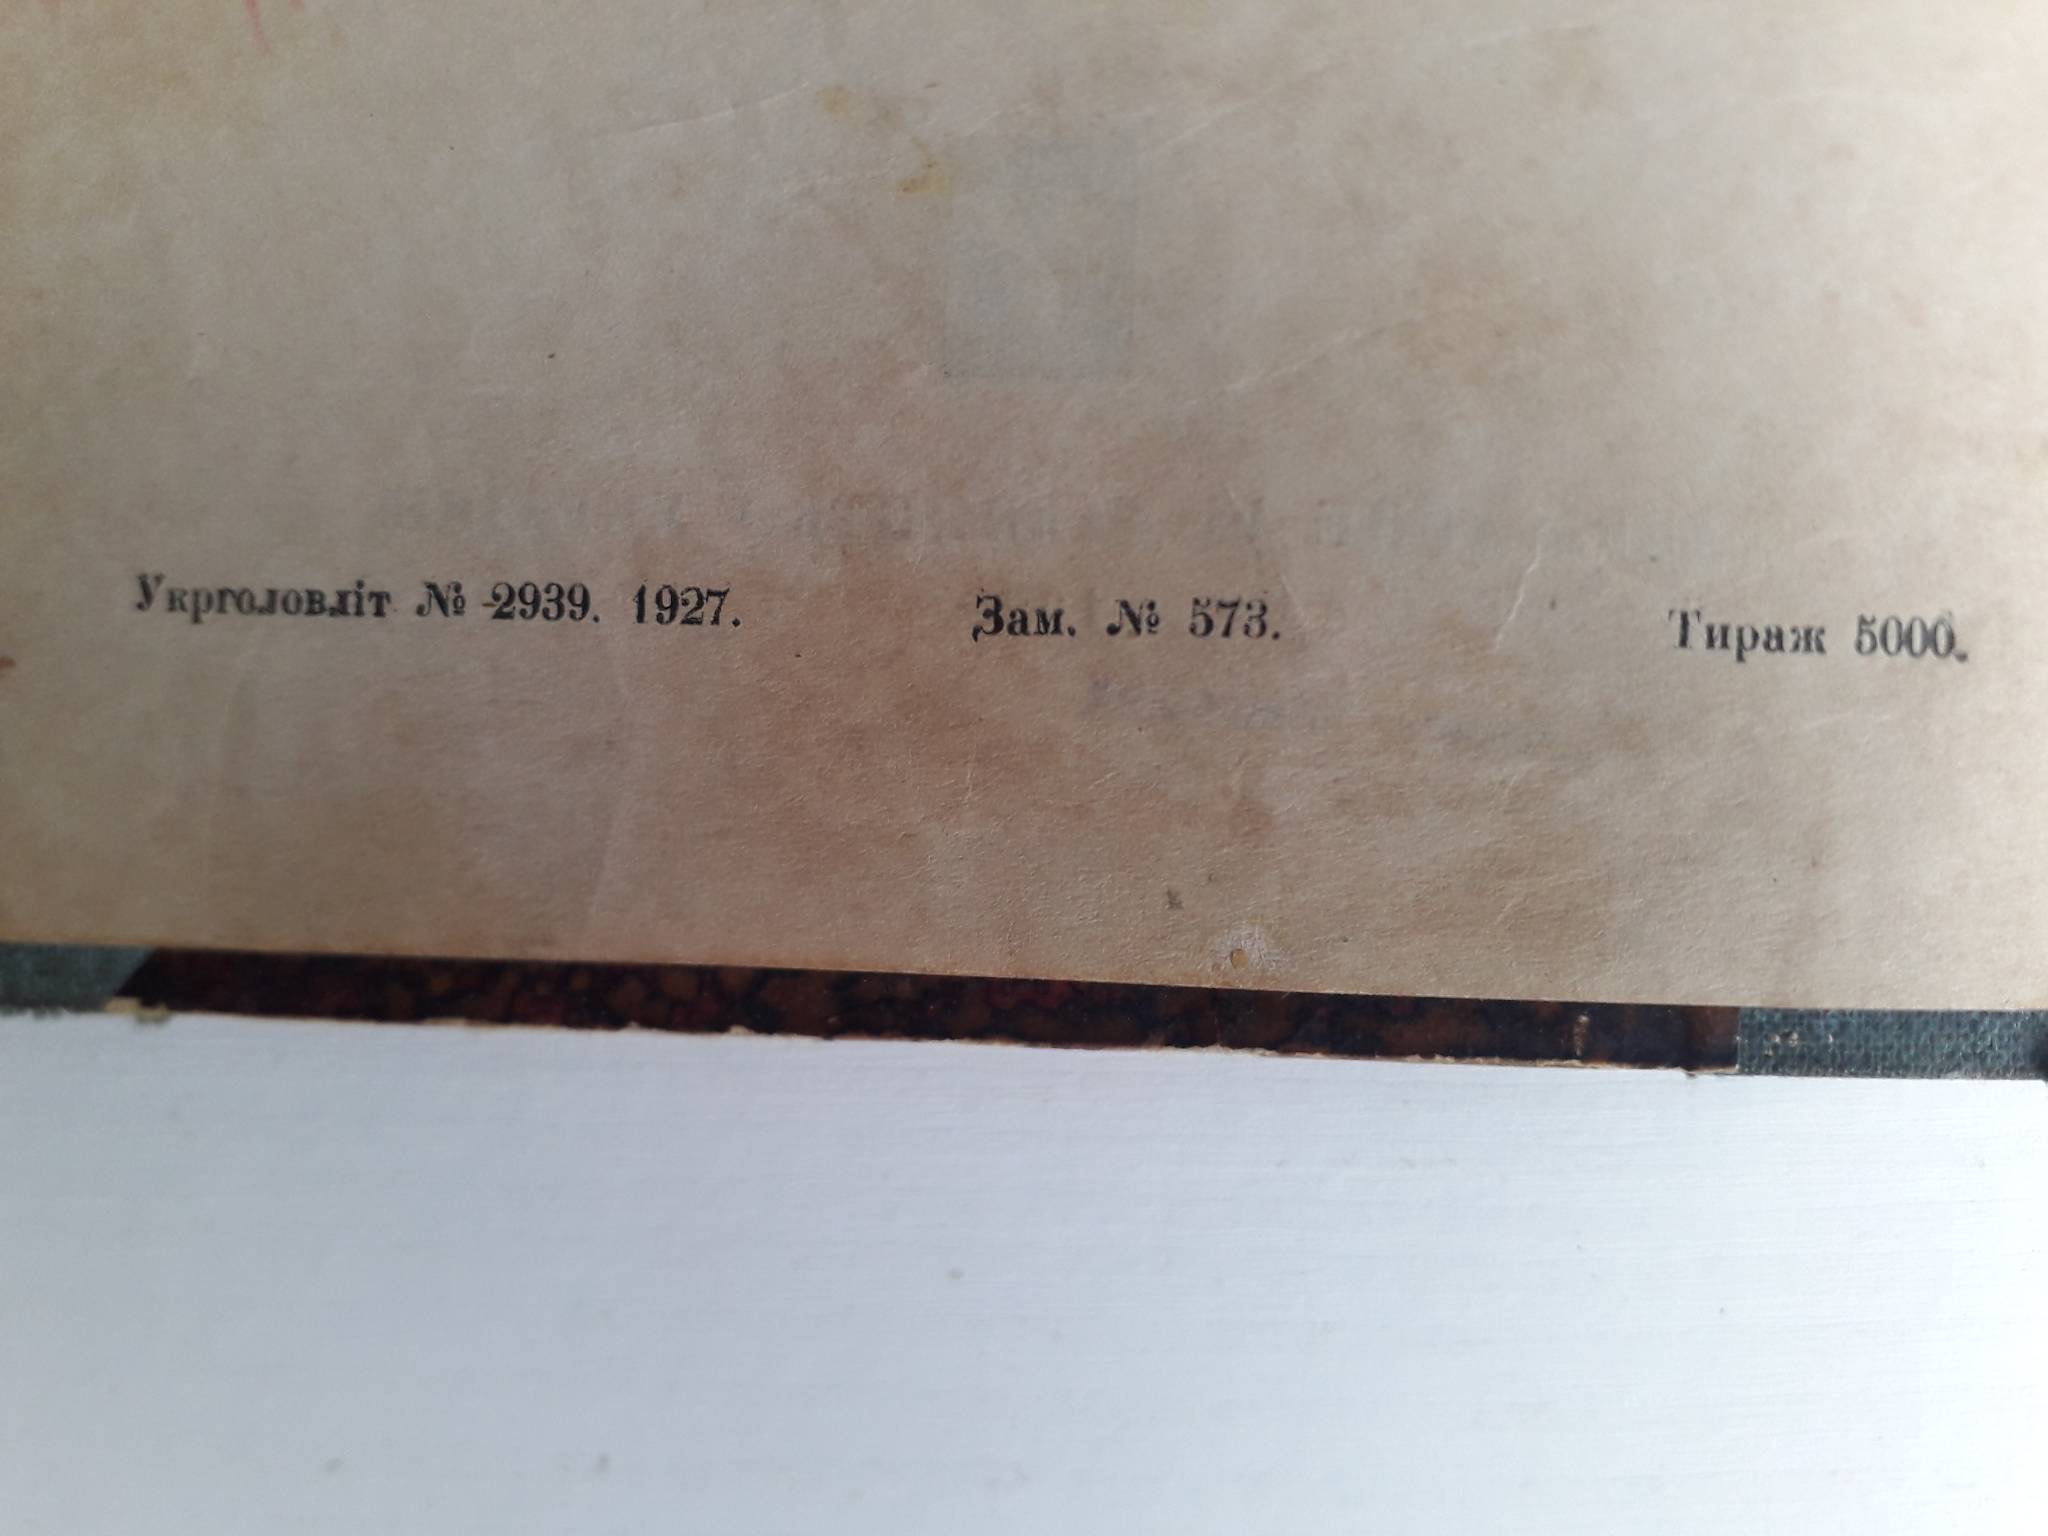 Укрголовліт № 2939. 1927. Зам. № 573. Тираж 5000.